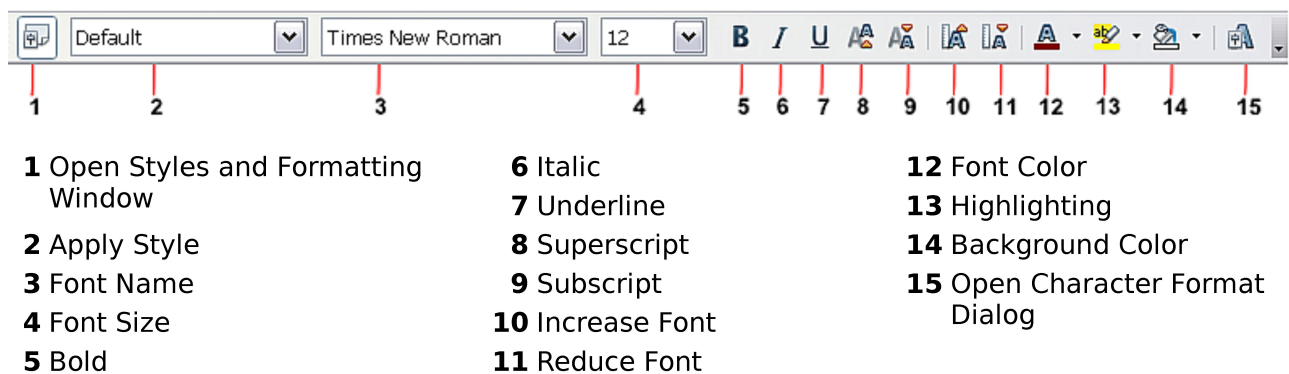 Default Times New Roman 12 B I U A A A A A ab A
1 2 3 4 5 6 7 8 9 10 11 12 13 14 15
1 Open Styles and Formatting
Window
2 Apply Style
3 Font Name
4 Font Size
5 Bold
6 Italic
7 Underline
8 Superscript
9 Subscript
10 Increase Font
11 Reduce Font
12 Font Color
13 Highlighting
14 Background Color
15 Open Character Format
Dialog